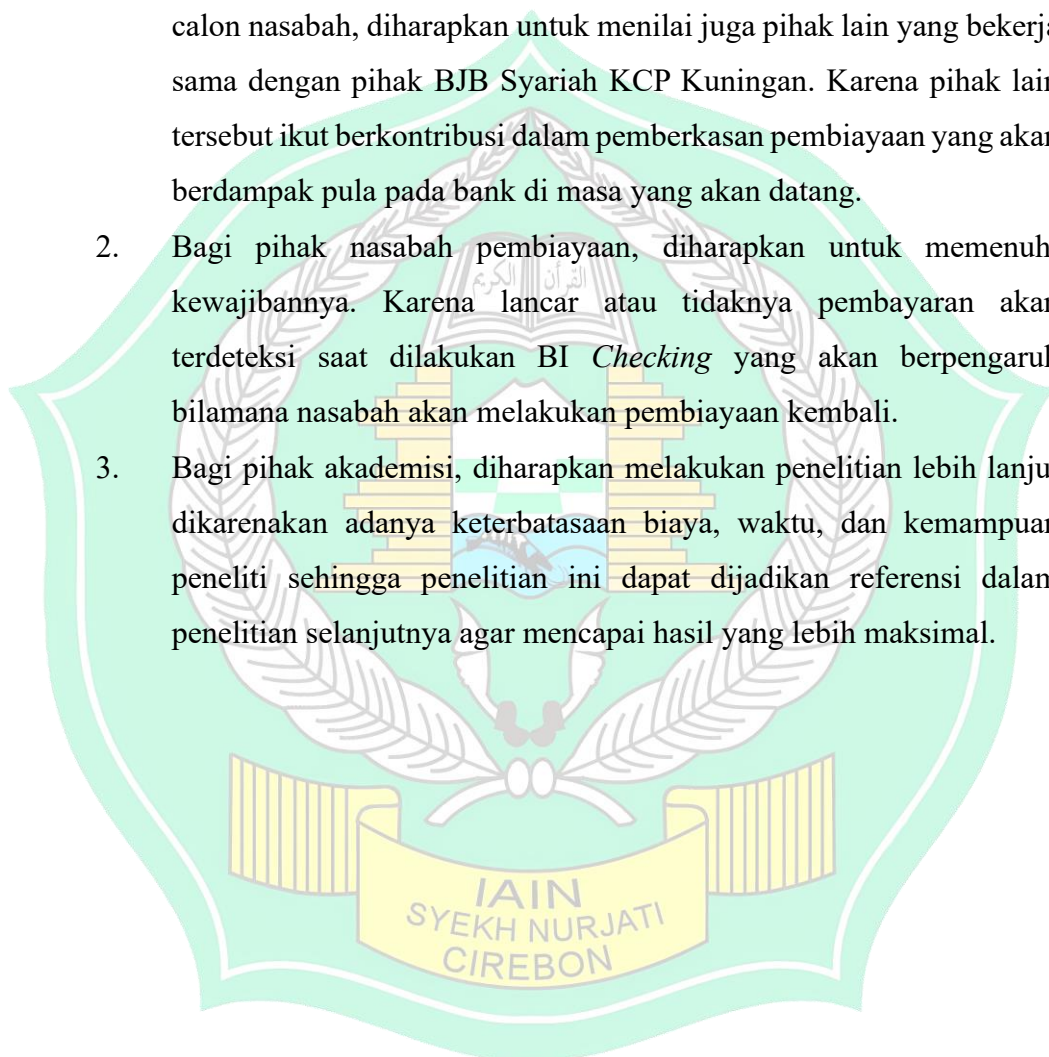 calon nasabah, diharapkan untuk menilai juga pihak lain yang bekerja
sama dengan pihak BJB Syariah KCP Kuningan. Karena pihak lain
tersebut ikut berkontribusi dalam pemberkasan pembiayaan yang akan
berdampak pula pada bank di masa yang akan datang.
2. Bagi pihak nasabah pembiayaan, diharapkan untuk memenuh
kewajibannya. Karena lancar atau tidaknya pembayaran akan
terdeteksi saat dilakukan BI Checking yang akan berpengaruh
bilamana nasabah akan melakukan pembiayaan kembali.
3. Bagi pihak akademisi, diharapkan melakukan penelitian lebih lanju
dikarenakan adanya keterbatasaan biaya, waktu, dan kemampuan
peneliti sehingga penelitian ini dapat dijadikan referensi dalam
penelitian selanjutnya agar mencapai hasil yang lebih maksimal.
القرآن الكريم
IAIN
SYEKH NURJATI
CIREBON